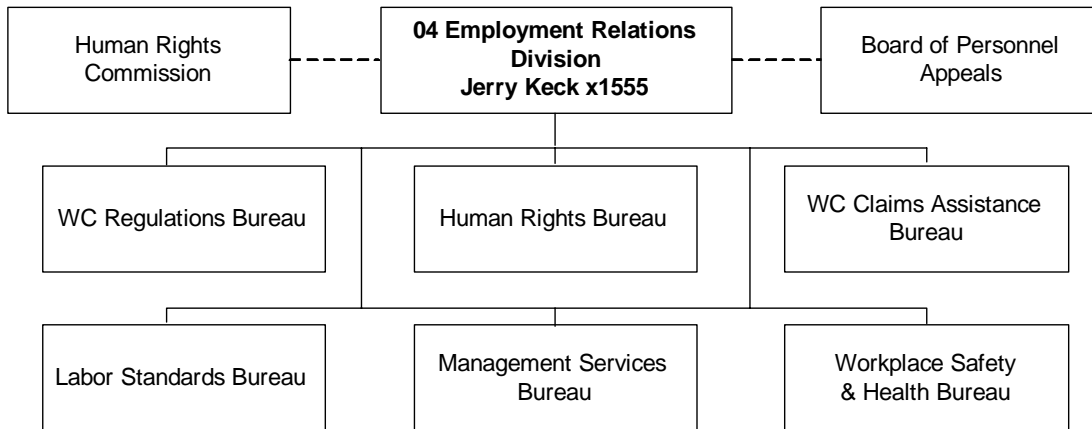 Human Rights
Commission
04 Employment Relations
Division
Jerry Keck x1555
Board of Personnel
Appeals
WC Regulations Bureau
Human Rights Bureau
WC Claims Assistance
Bureau
Labor Standards Bureau
Management Services
Bureau
Workplace Safety
& Health Bureau